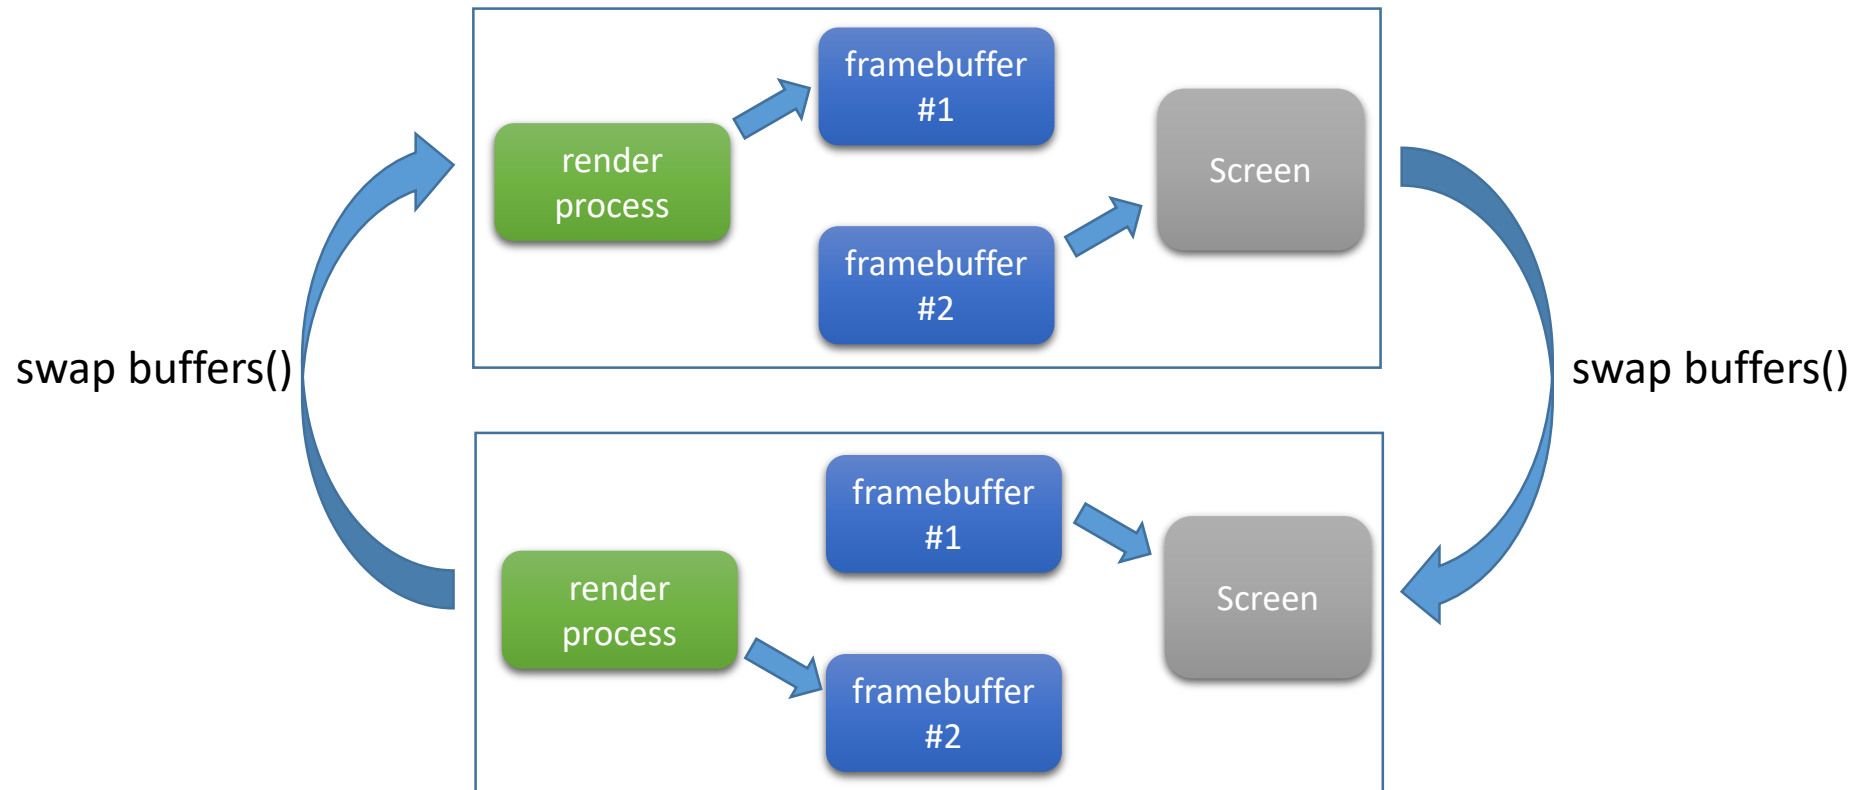 framebuffer
#1
render
process
Screen
framebuffer
#2
swap buffers()
swap buffers()
framebuffer
#1
render
process
Screen
framebuffer
#2